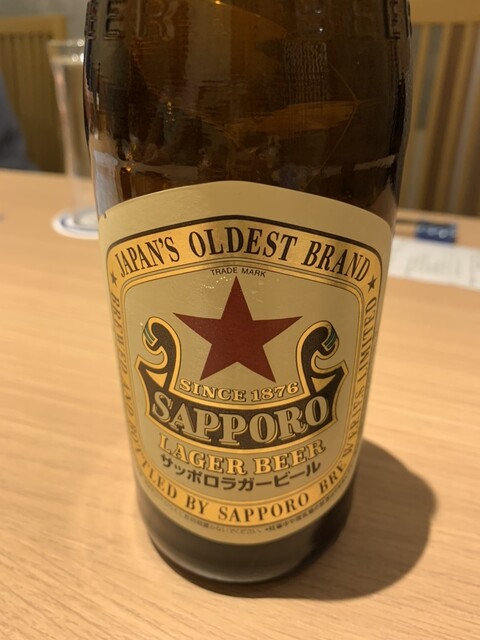 JAPAN'S OLDEST BRAND
TRADE MARK
SINCE 1876
SAPPORO
LAGER BEER
サッポロラガービール
BREWED AND BOTTLED BY SAPPORO BREWERIES LIMITED